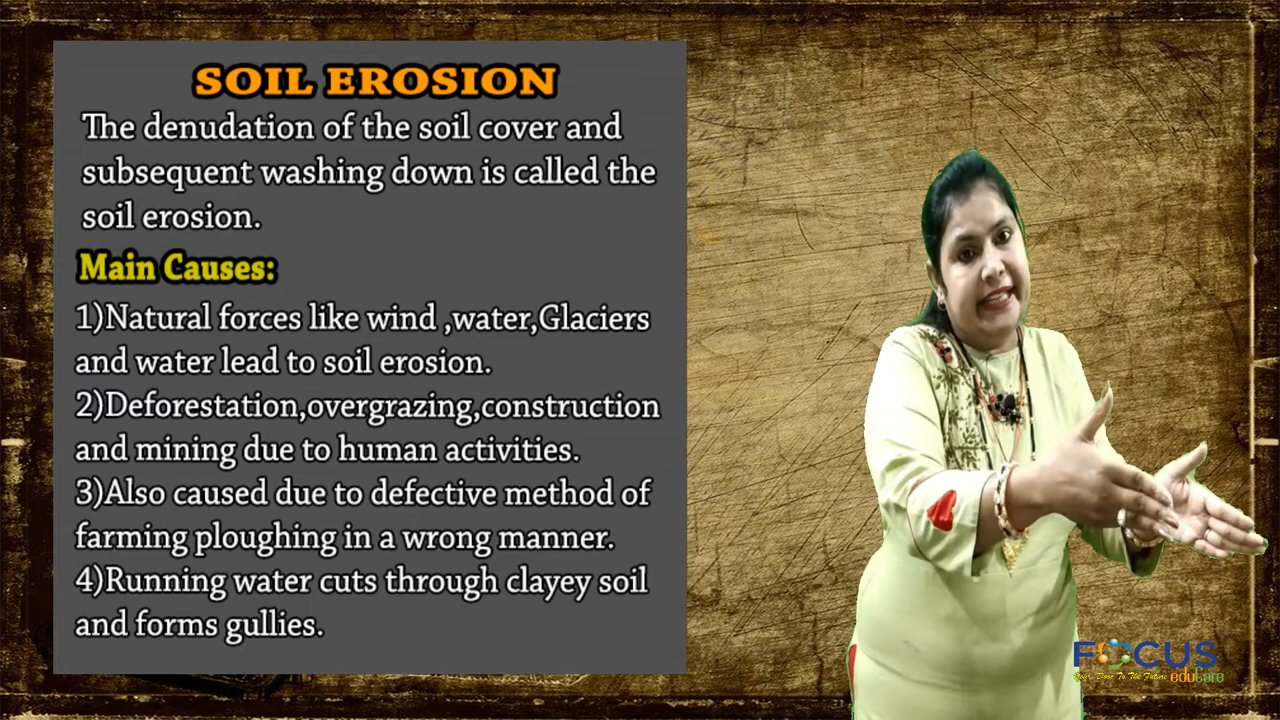 SOIL EROSION
The denudation of the soil cover and
subsequent washing down is called the
soil erosion.
Main Causes:
1)Natural forces like wind ,water,Glaciers
and water lead to soil erosion.
2)Deforestation,overgrazing,construction
and mining due to human activities.
3)Also caused due to defective method of
farming ploughing in a wrong manner.
4)Running water cuts through clayey soil
and forms gullies.
FOCUS
To The Future eduCare